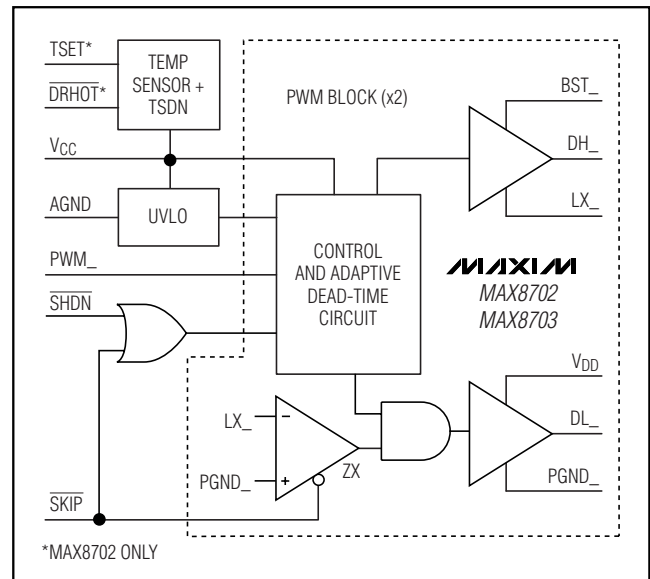 TSET*
DRHOT*
VCC
AGND
PWM_
SHDN
SKIP
TEMP
SENSOR +
TSDN
UVLO
PWM BLOCK (x2)
CONTROL
AND ADAPTIVE
DEAD-TIME
CIRCUIT
BST_
DH_
LX_
MAXIM
MAX8702
MAX8703
LX_
−
PGND_
+
ZX
VDD
DL_
PGND_
*MAX8702 ONLY